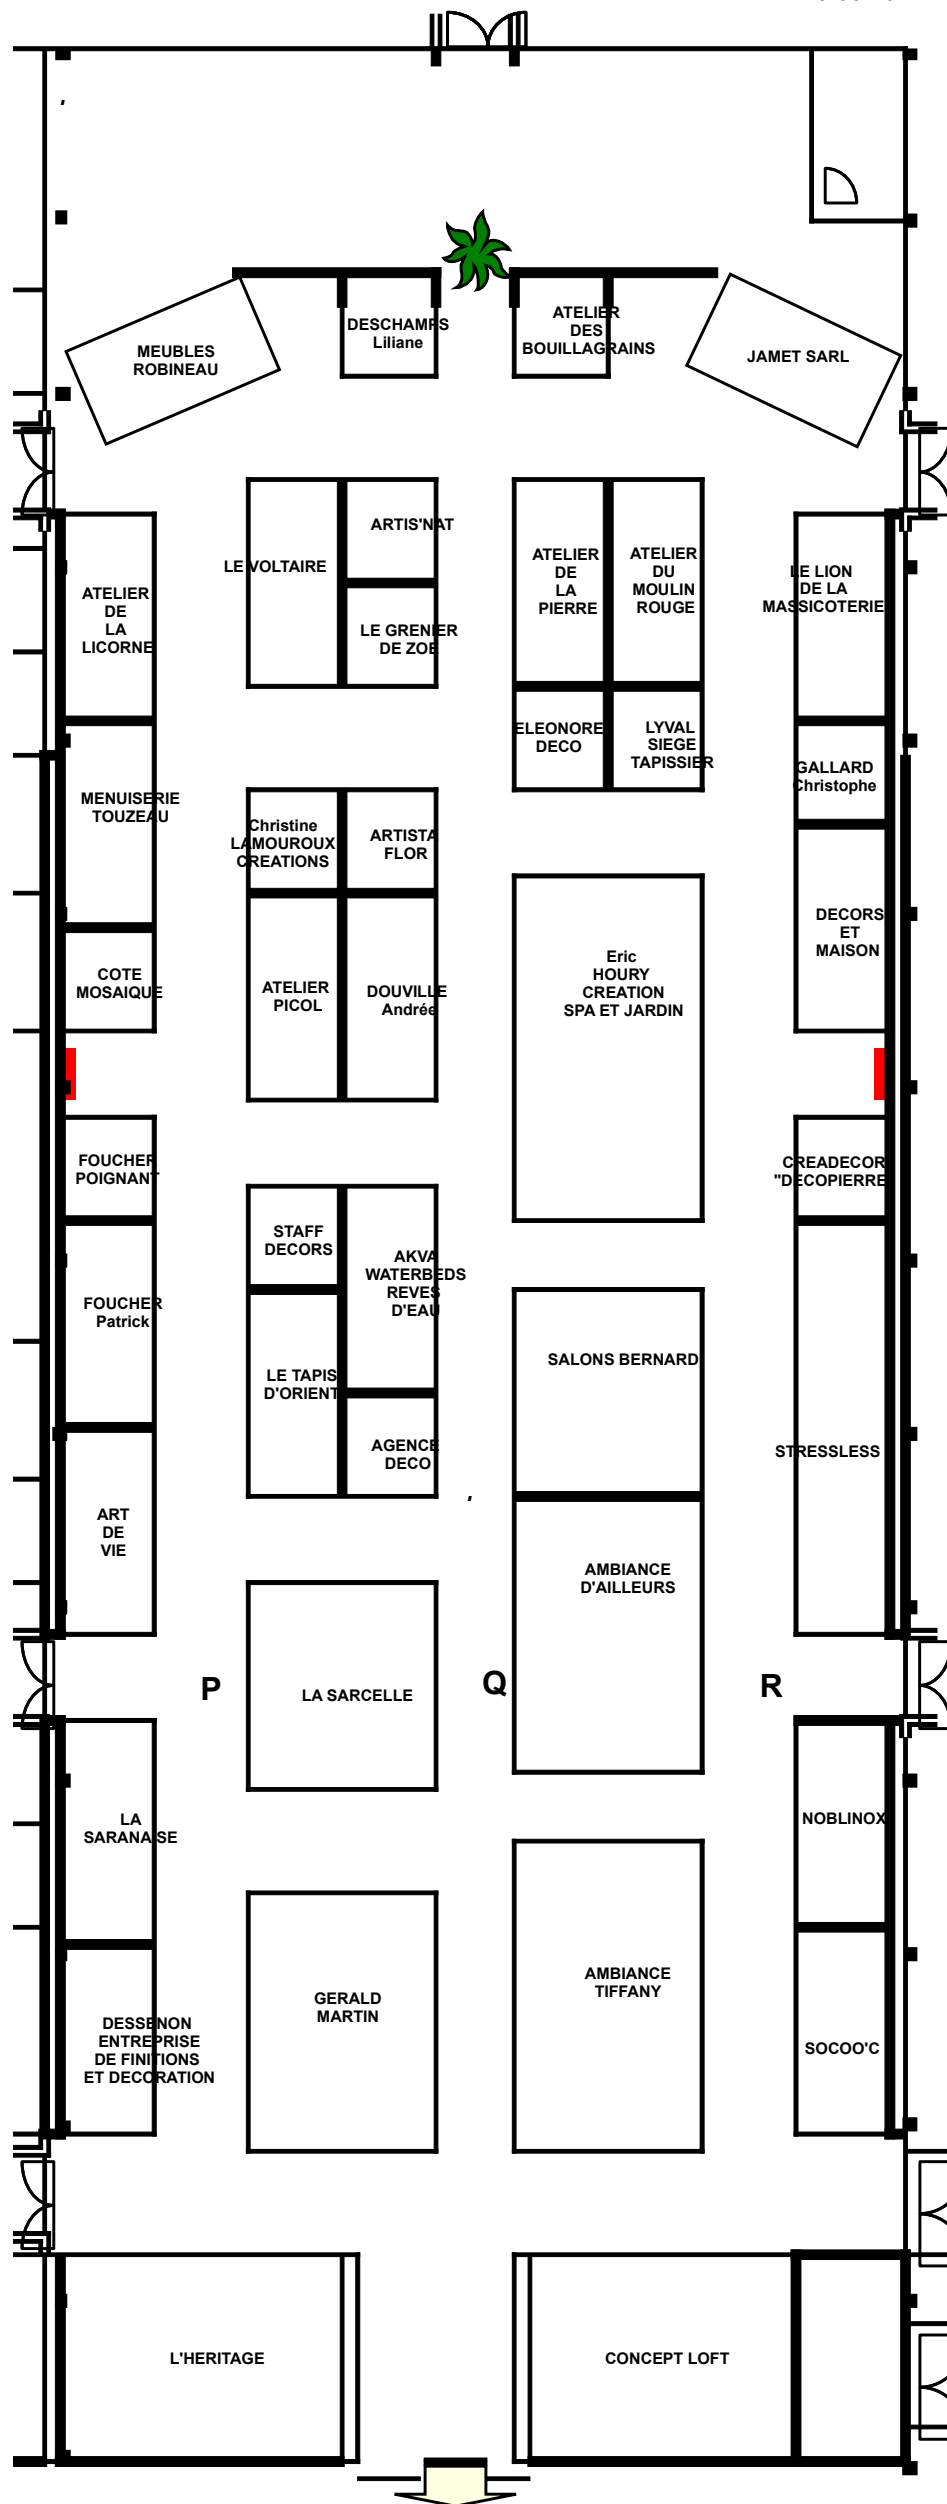 DESCHAMPS
Liliane
ATELIER
DES
BOUILLAGRAINS
MEUBLES
ROBINEAU
JAMET SARL
LE VOLTAIRE
ARTIS'NAT
LE GRENIER
DE ZOE
ATELIER
DE
LA
PIERRE
ATELIER
DU
MOULIN
ROUGE
LE LION
DE LA
MASSICOTERIE
ATELIER
DE
LA
LICORNE
ELEONORE
DECO
LYVAL
SIEGE
TAPISSIER
GALLARD
Christophe
MENUISERIE
TOUZEAU
Christine
LAMOUROUX
CREATIONS
ARTISTA
FLOR
DECORS
ET
MAISON
COTE
MOSAIQUE
ATELIER
PICOL
DOUVILLE
Andrée
Eric
HOURY
CREATION
SPA ET JARDIN
FOUCHER
POIGNANT
CREADECOR
"DECOPIERRE
STAFF
DECORS
AKVA
WATERBEDS
REVES
D'EAU
FOUCHER
Patrick
LE TAPIS
D'ORIENT
SALONS BERNARD
AGENCE
DECO
STRESSLESS
ART
DE
VIE
AMBIANCE
D'AILLEURS
P
LA SARCELLE
Q
R
LA
SARANAISE
NOBLINOX
GERALD
MARTIN
AMBIANCE
TIFFANY
DESSENON
ENTREPRISE
DE FINITIONS
ET DECORATION
SOCOO'C
L'HERITAGE
CONCEPT LOFT